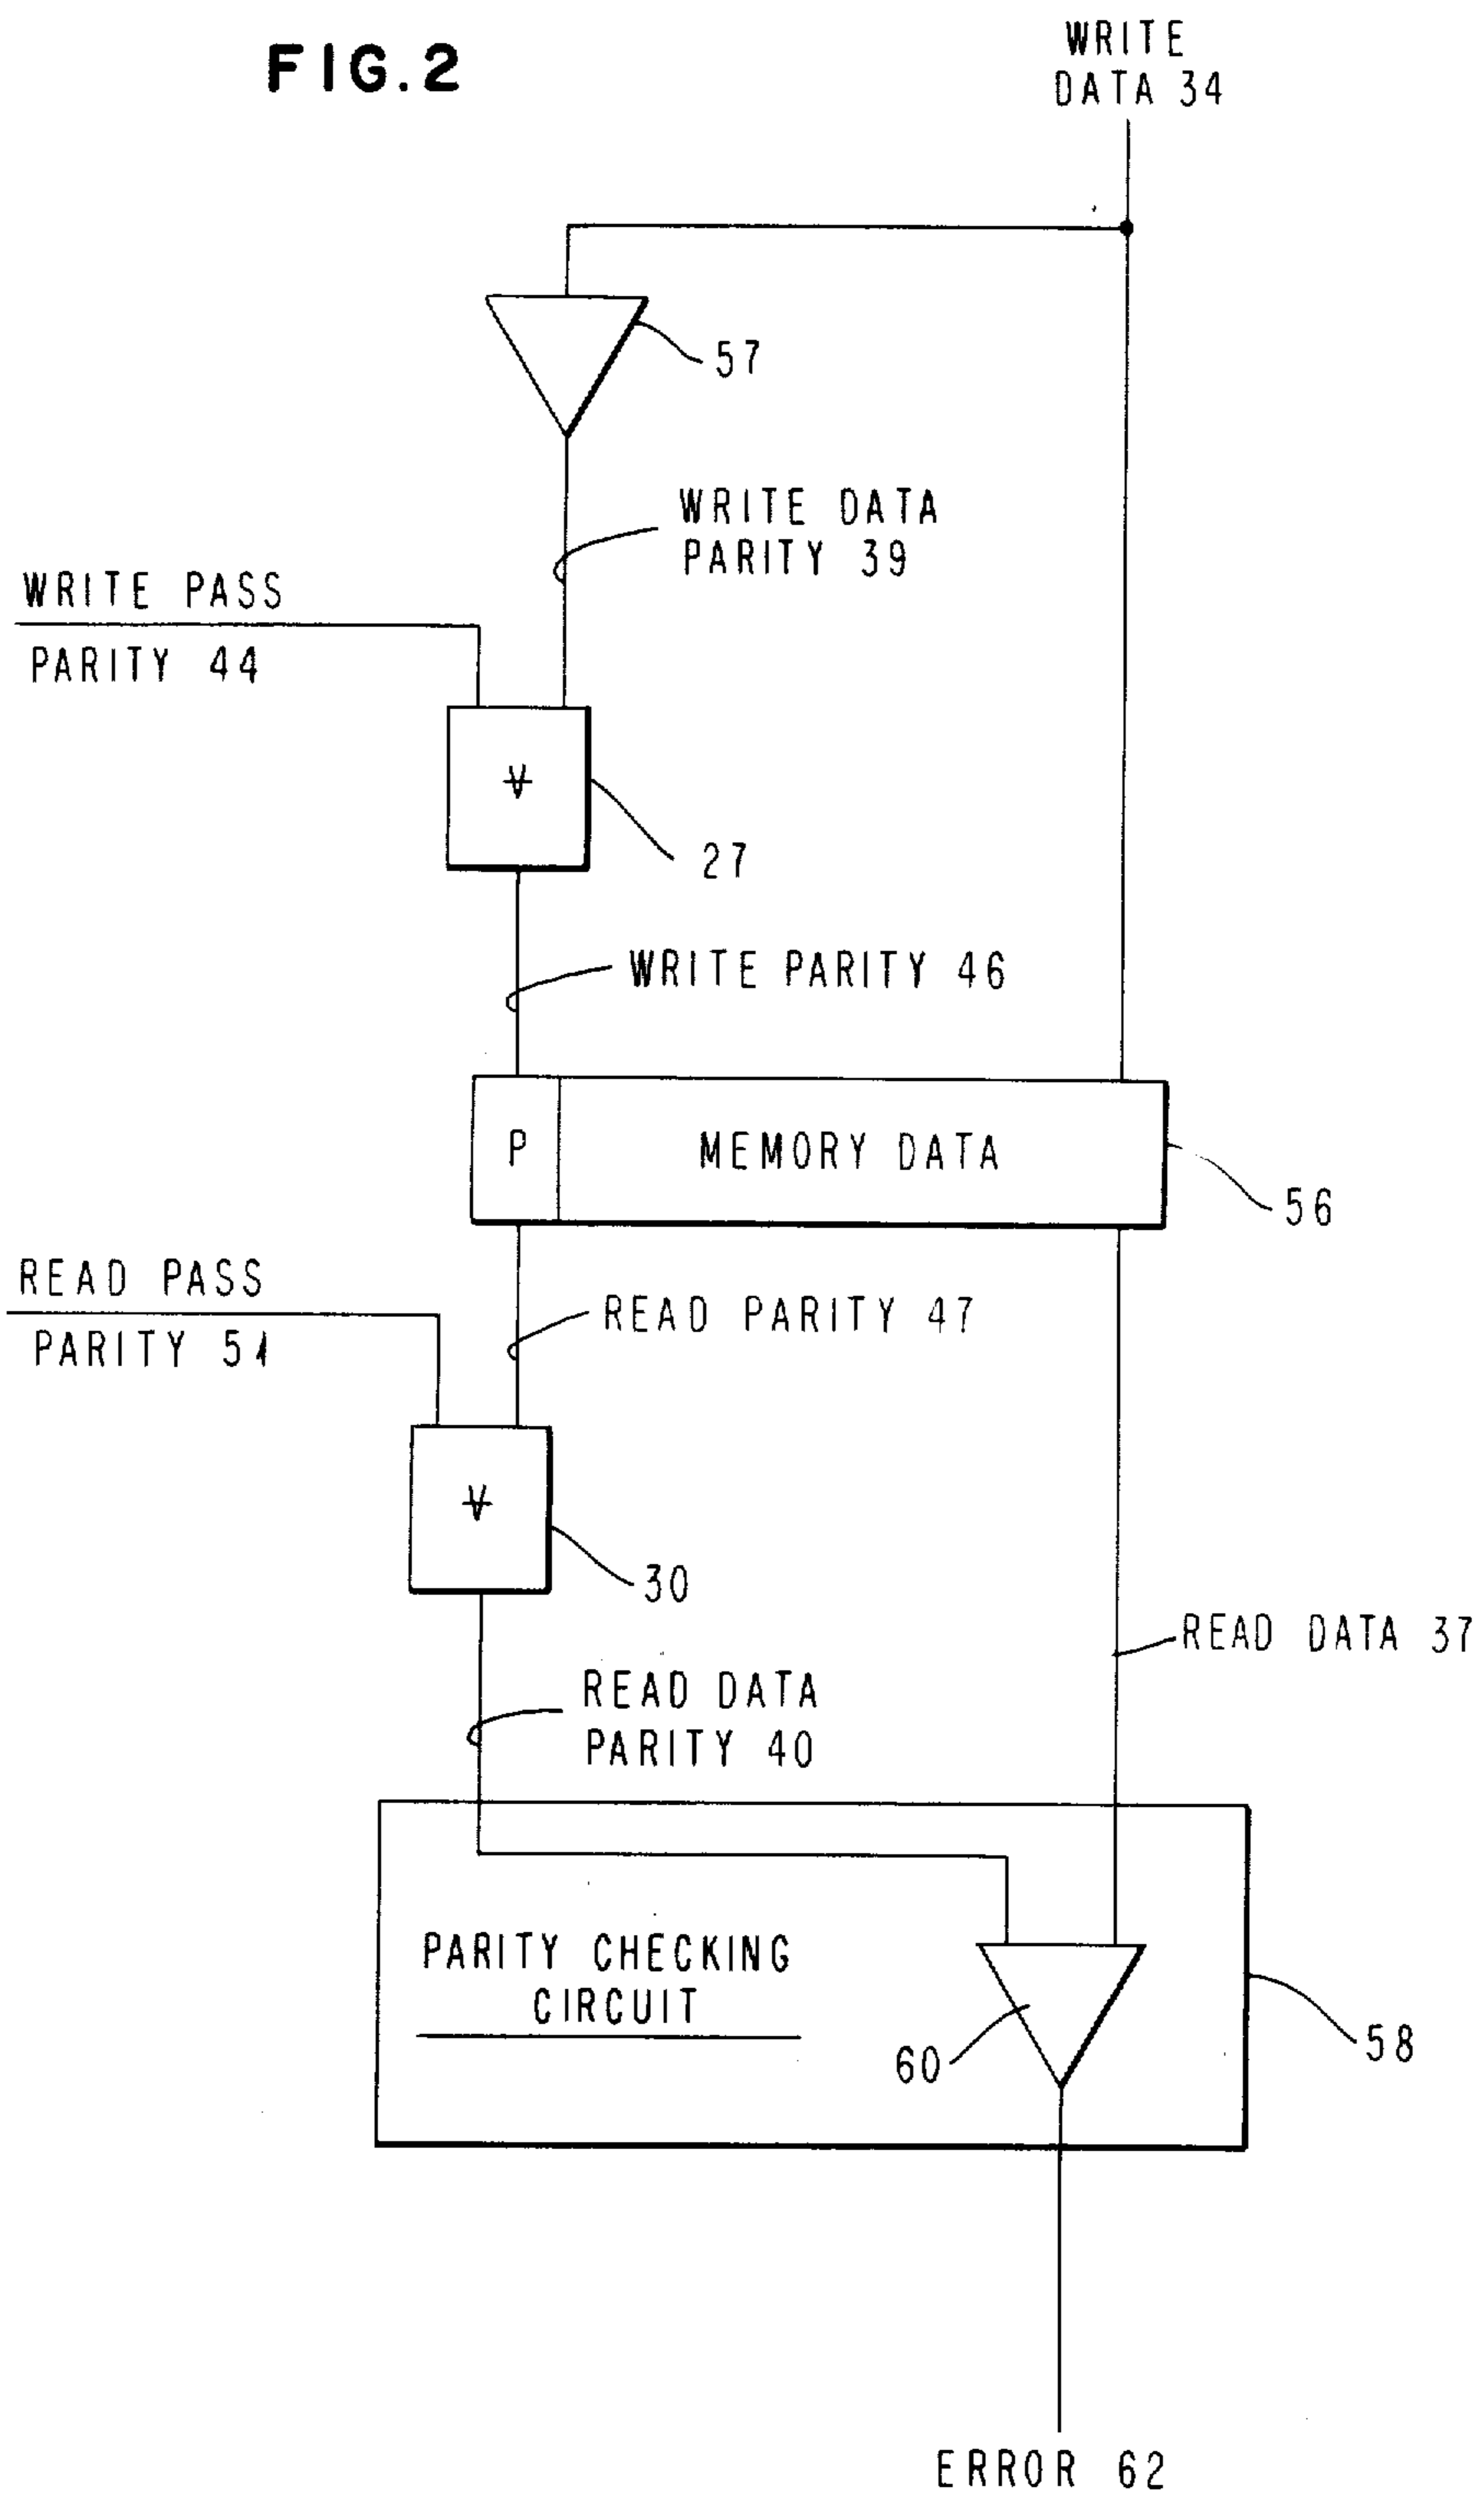 FIG.2
WRITE
DATA 34
57
WRITE DATA
PARITY 39
WRITE PASS
PARITY 44
V
27
WRITE PARITY 46
P
MEMORY DATA
56
READ PASS
PARITY 51
READ PARITY 47
V
30
READ DATA 37
READ DATA
PARITY 40
PARITY CHECKING
CIRCUIT
60
58
ERROR 62